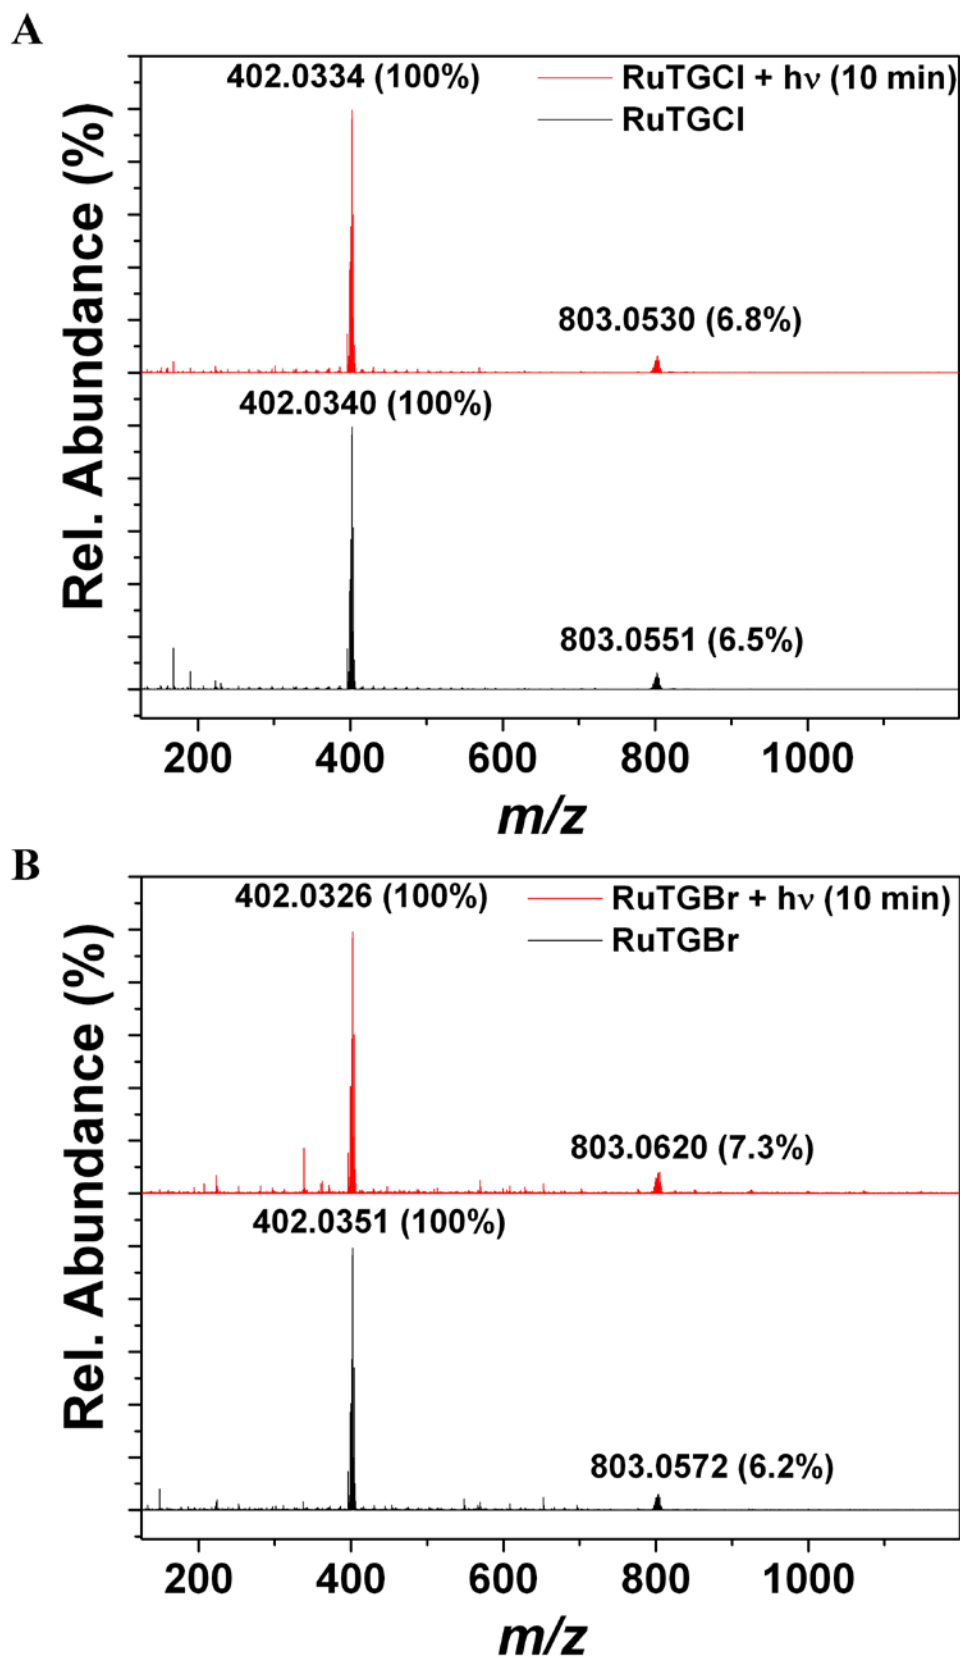 A
402.0334 (100%)
RuTGCl + hν (10 min)
RuTGCl
803.0530 (6.8%)
402.0340 (100%)
803.0551 (6.5%)
Rel. Abundance (%)
200 400 600 800 1000
m/z
B
402.0326 (100%)
RuTGBr + hν (10 min)
RuTGBr
803.0620 (7.3%)
402.0351 (100%)
803.0572 (6.2%)
Rel. Abundance (%)
200 400 600 800 1000
m/z